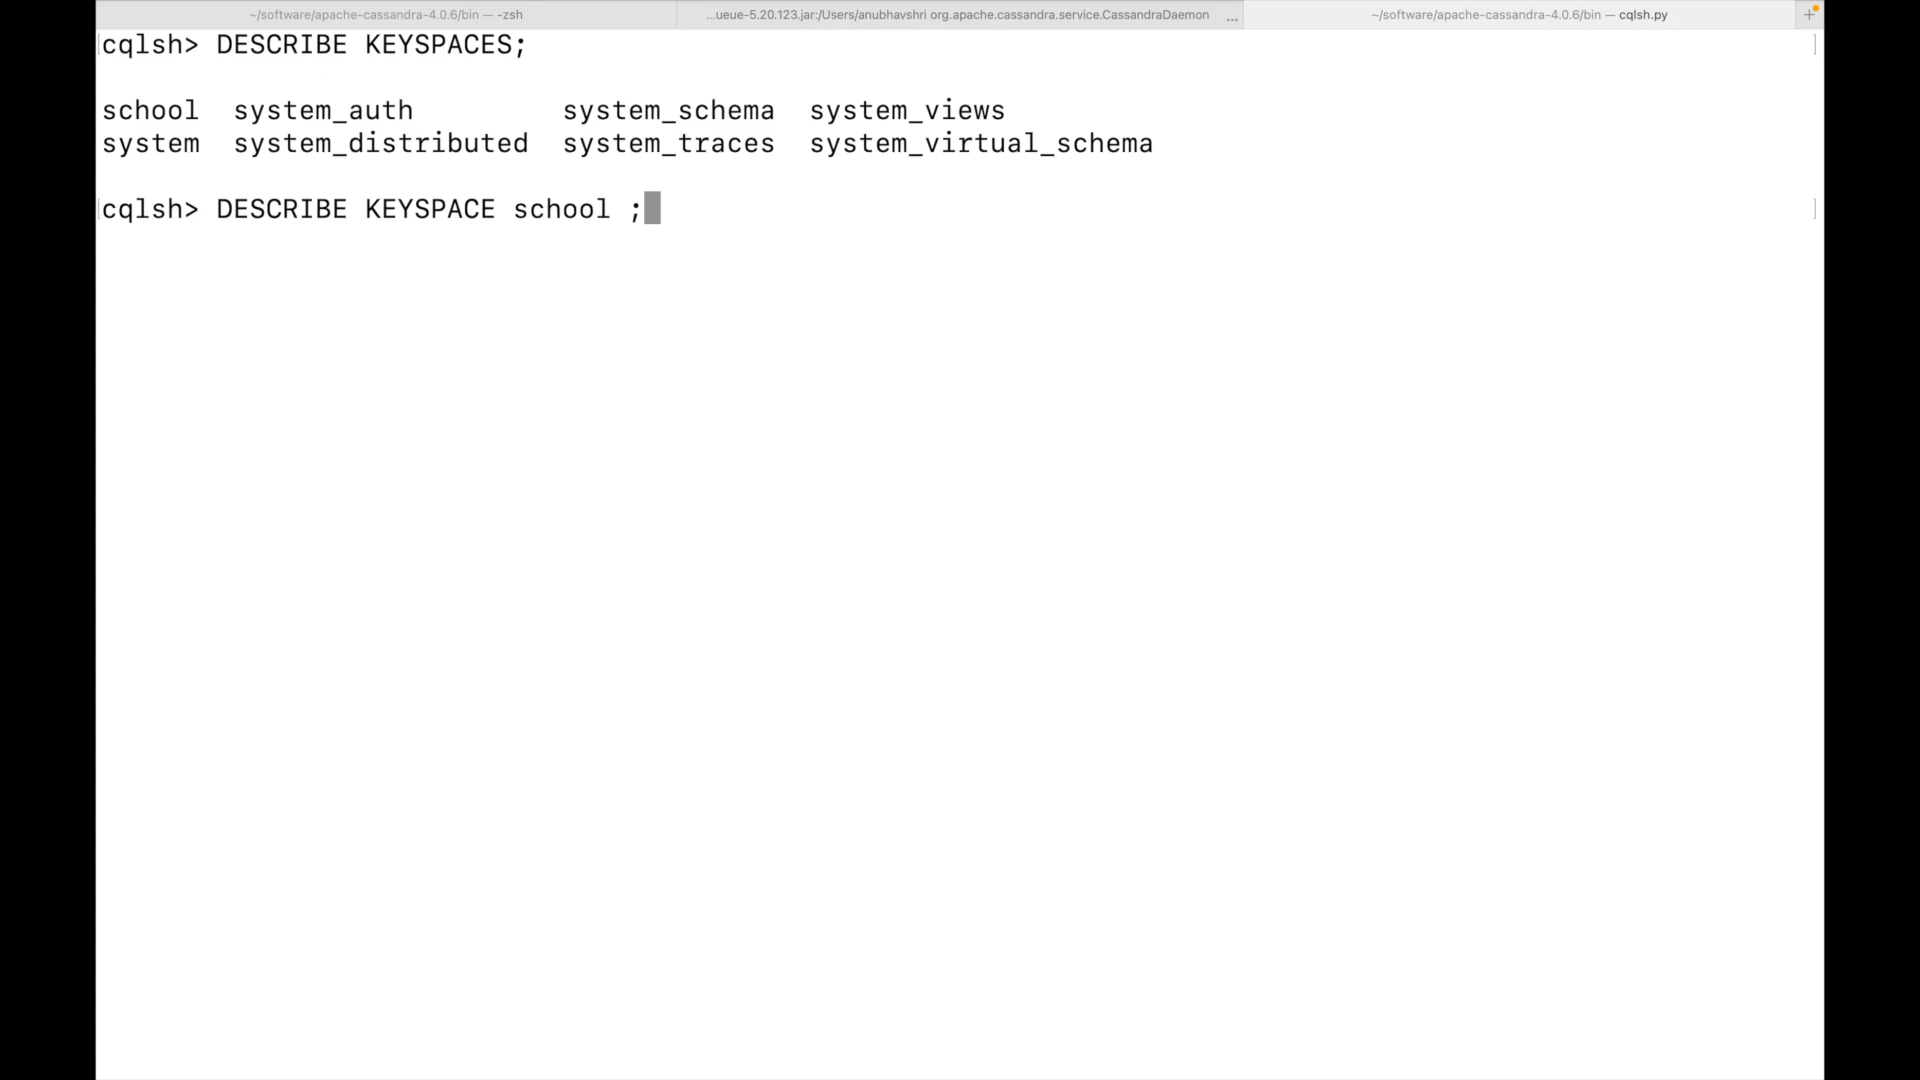 ~/software/apache-cassandra-4.0.6/bin — -zsh
...ueue-5.20.123.jar:/Users/anubhavshri org.apache.cassandra.service.CassandraDaemon ...
~/software/apache-cassandra-4.0.6/bin — cqlsh.py +
cqlsh> DESCRIBE KEYSPACES;
school system_auth system_schema system_views
system system_distributed system_traces system_virtual_schema
cqlsh> DESCRIBE KEYSPACE school ;